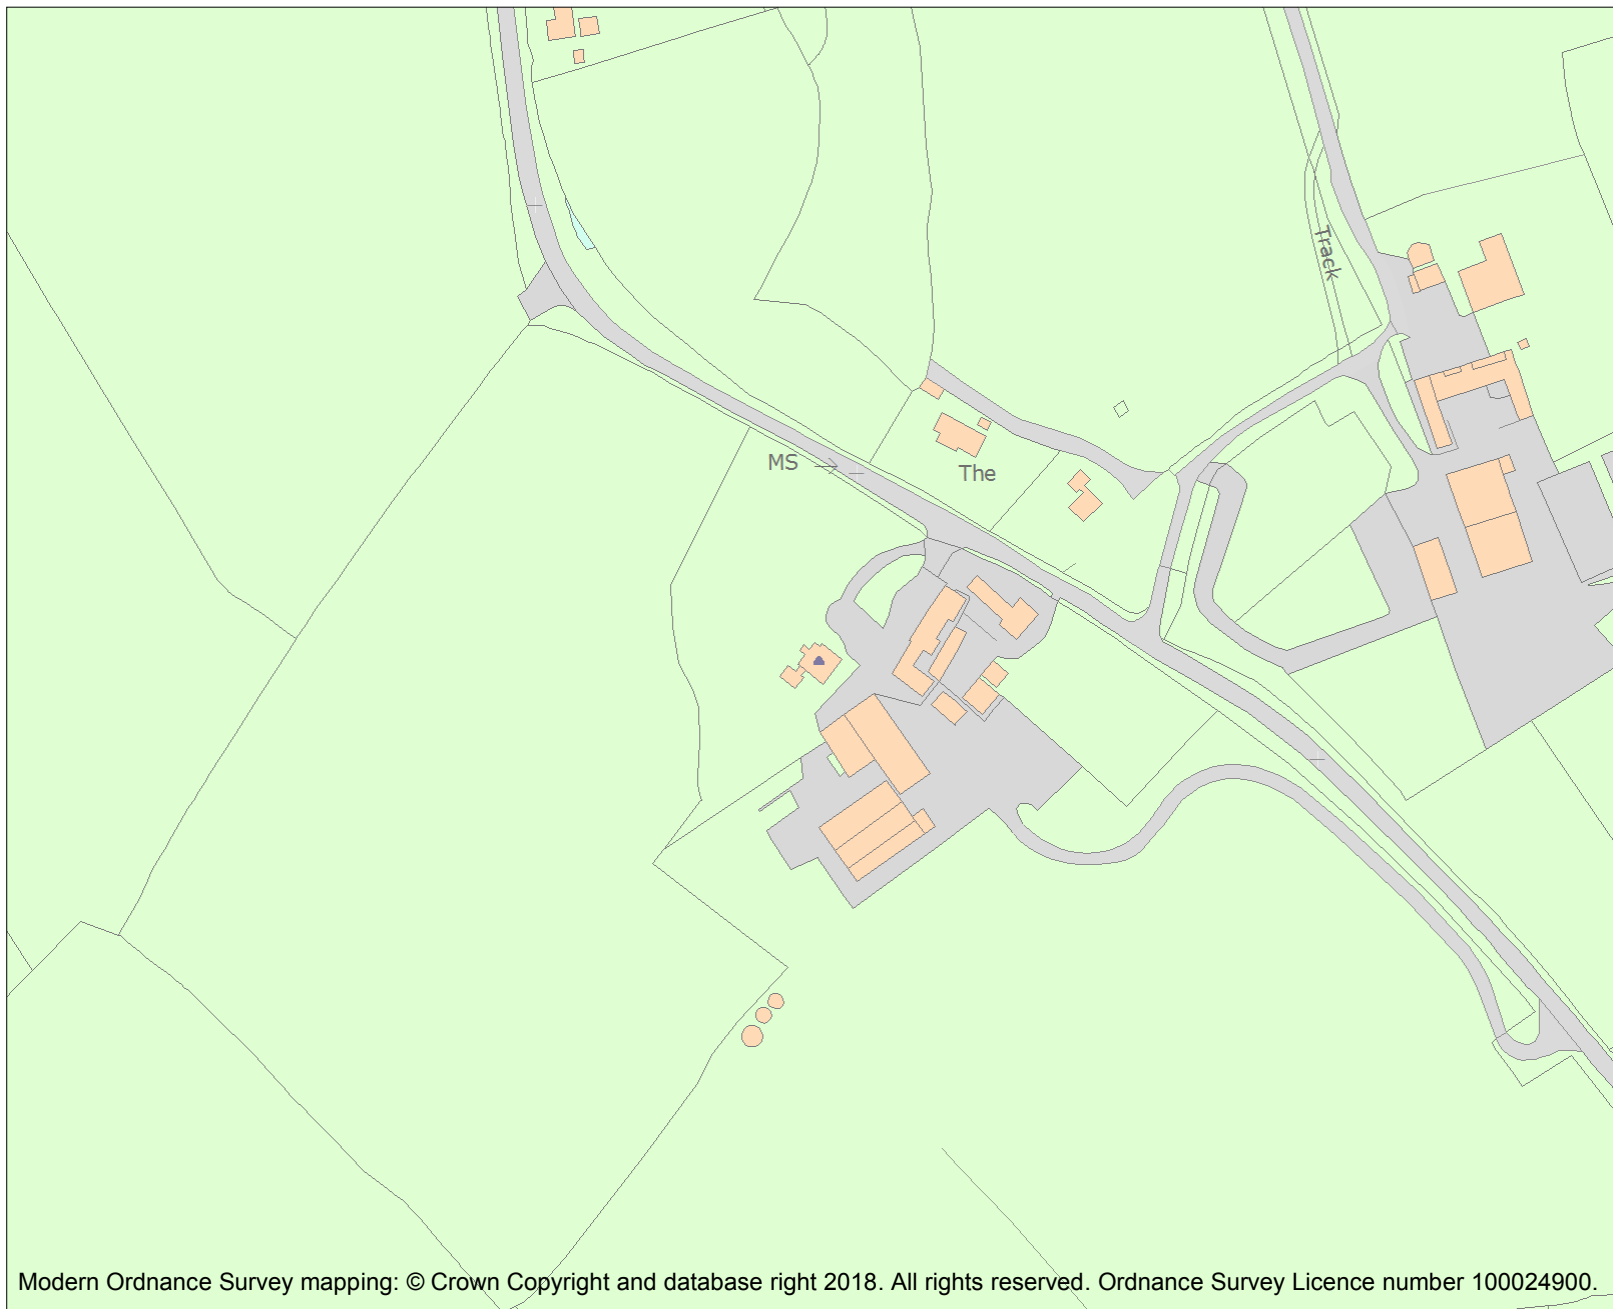 Track
MS
The
Modern Ordnance Survey mapping: © Crown Copyright and database right 2018. All rights reserved. Ordnance Survey Licence number 100024900.